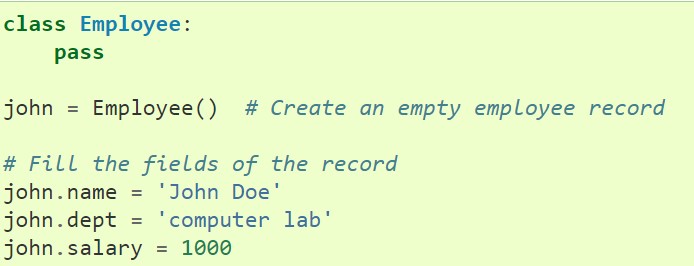 class Employee:
    pass

john = Employee()  # Create an empty employee record

# Fill the fields of the record
john.name = 'John Doe'
john.dept = 'computer lab'
john.salary = 1000